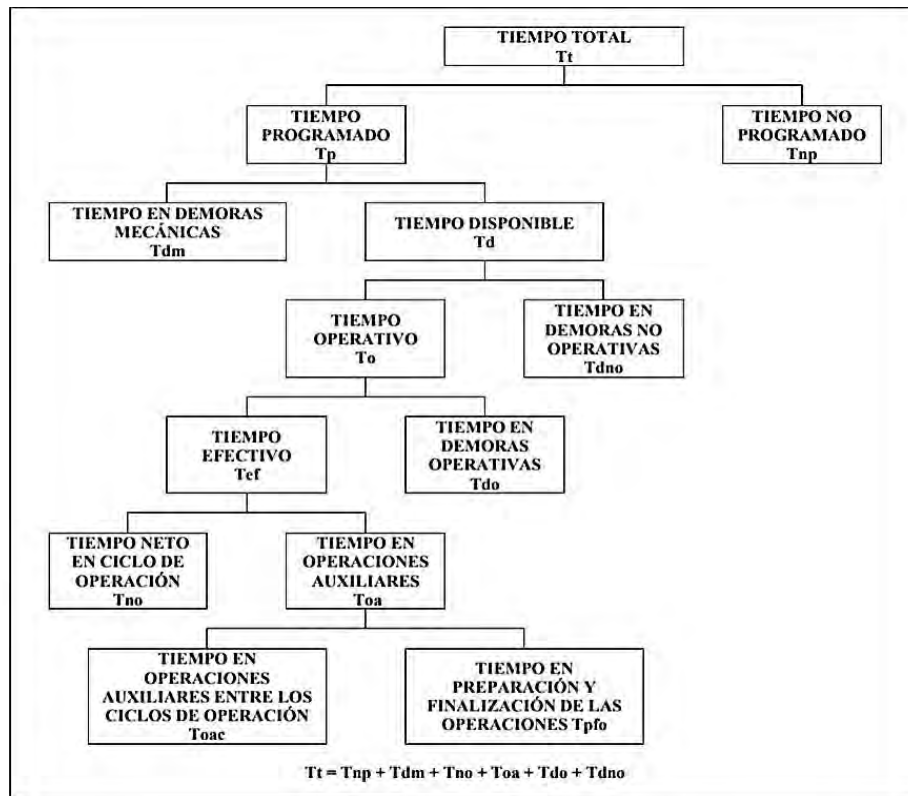 TIEMPO TOTAL
Tt
TIEMPO
PROGRAMADO
Tp
TIEMPO NO
PROGRAMADO
Tnp
TIEMPO EN DEMORAS
MECÁNICAS
Tdm
TIEMPO DISPONIBLE
Td
TIEMPO
OPERATIVO
To
TIEMPO EN
DEMORAS NO
OPERATIVAS
Tdno
TIEMPO
EFECTIVO
Tef
TIEMPO EN
DEMORAS
OPERATIVAS
Tdo
TIEMPO NETO
EN CICLO DE
OPERACIÓN
Tno
TIEMPO EN
OPERACIONES
AUXILIARES
Toa
TIEMPO EN
OPERACIONES
AUXILIARES ENTRE LOS
CICLOS DE OPERACIÓN
Toac
TIEMPO EN
PREPARACIÓN Y
FINALIZACIÓN DE LAS
OPERACIONES Tpfo
Tt = Tnp + Tdm + Tno + Toa + Tdo + Tdno